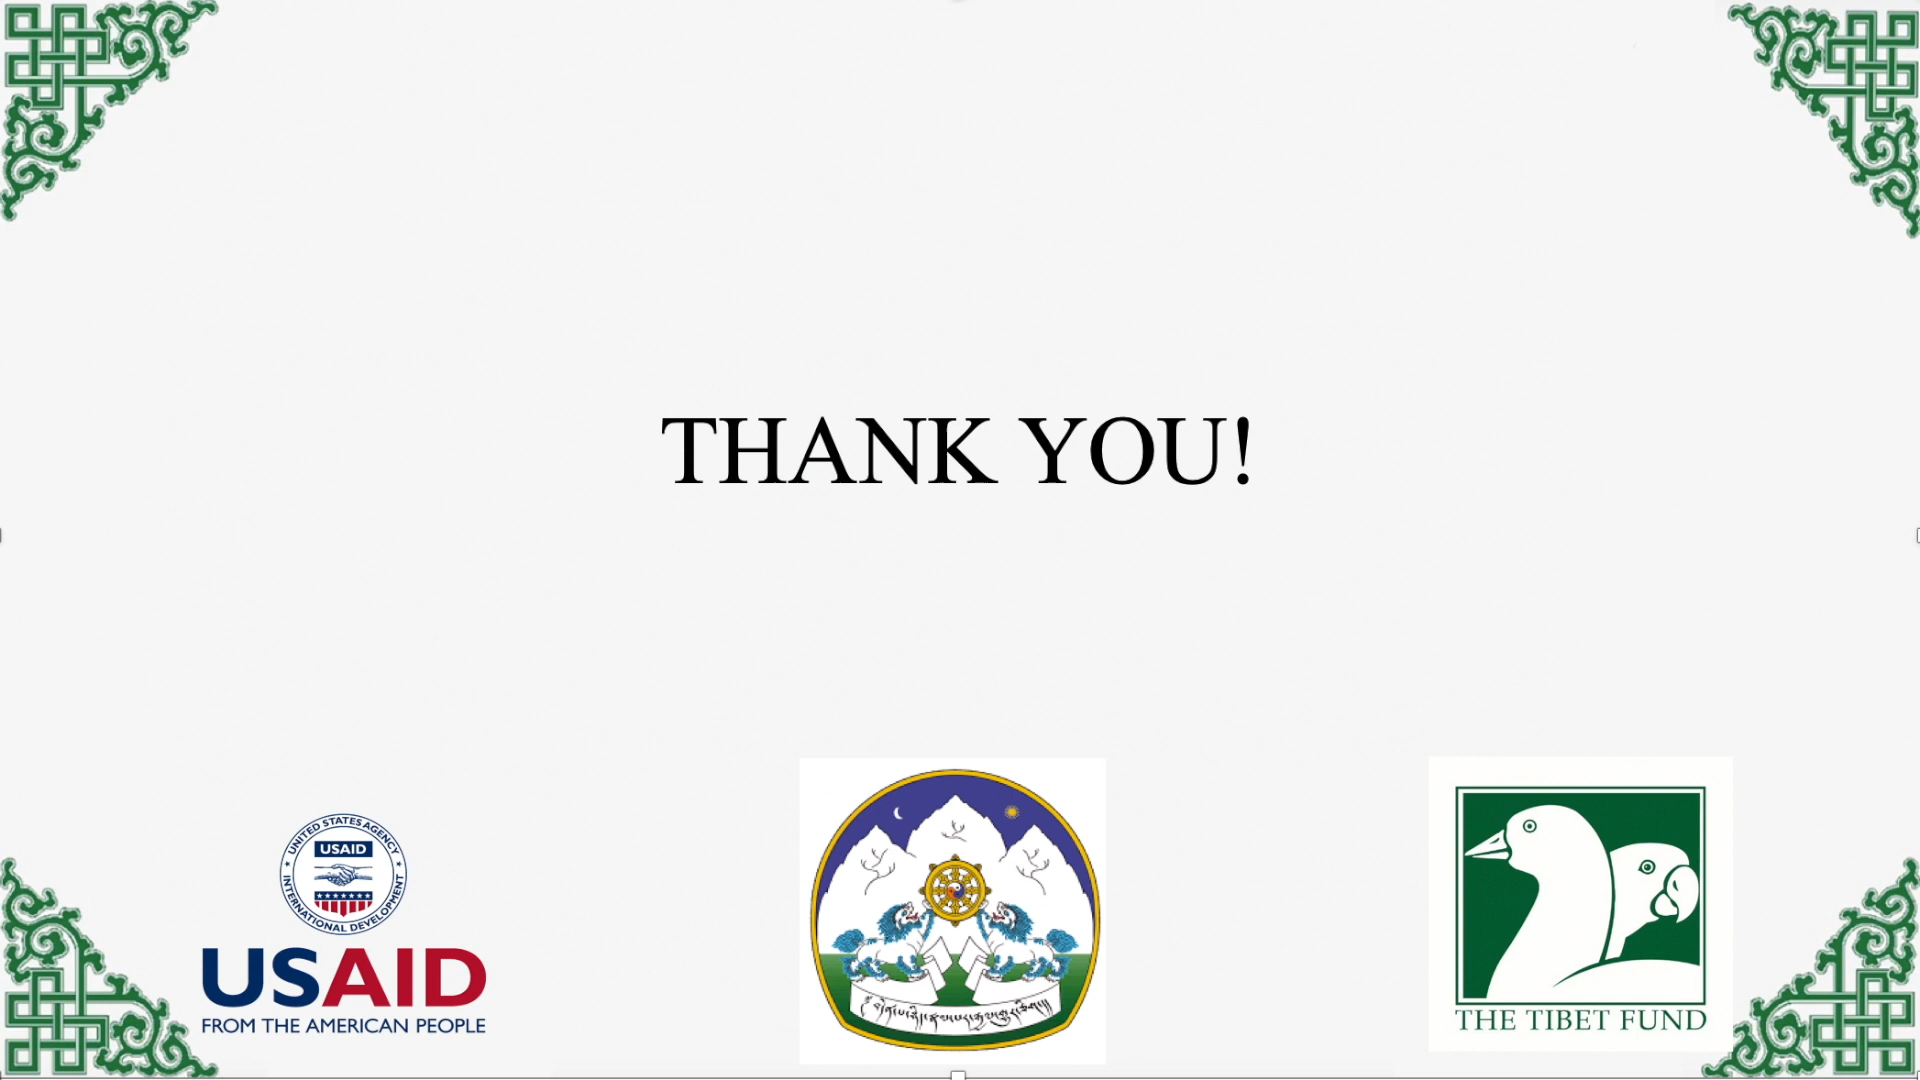 THANK YOU!
UNITED STATES AGENCY
USAID
INTERNATIONAL DEVELOPMENT
USAID
FROM THE AMERICAN PEOPLE
THE TIBET FUND